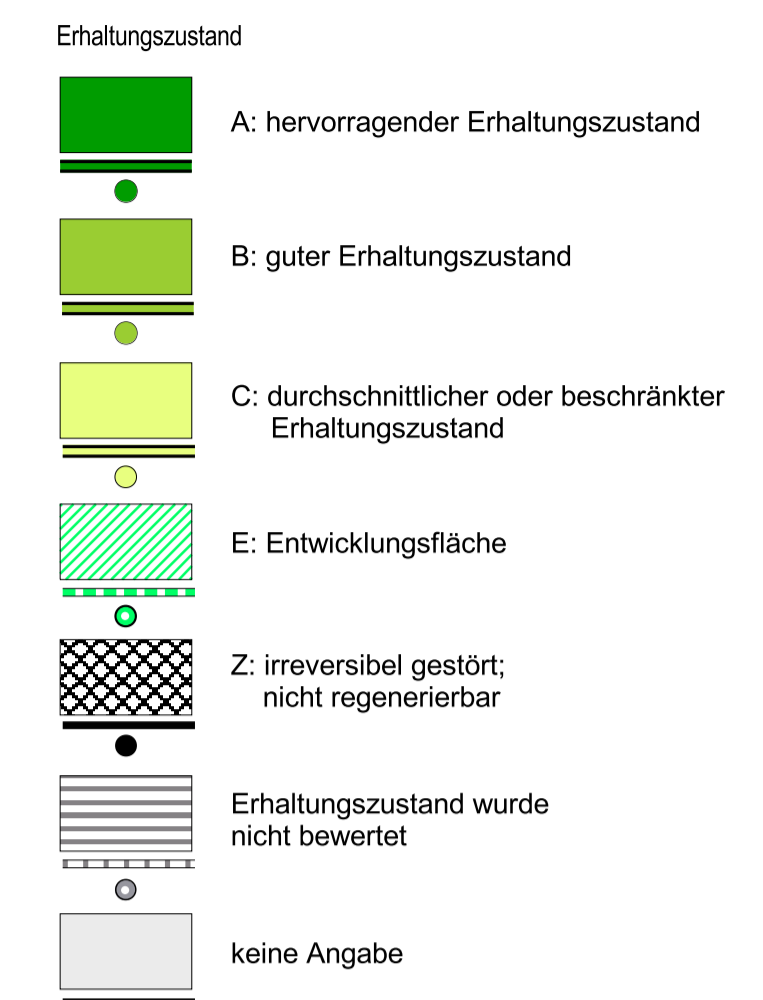 Erhaltungszustand
A: hervorragender Erhaltungszustand
B: guter Erhaltungszustand
C: durchschnittlicher oder beschränkter
Erhaltungszustand
E: Entwicklungsfläche
Z: irreversibel gestört;
nicht regenerierbar
Erhaltungszustand wurde
nicht bewertet
keine Angabe